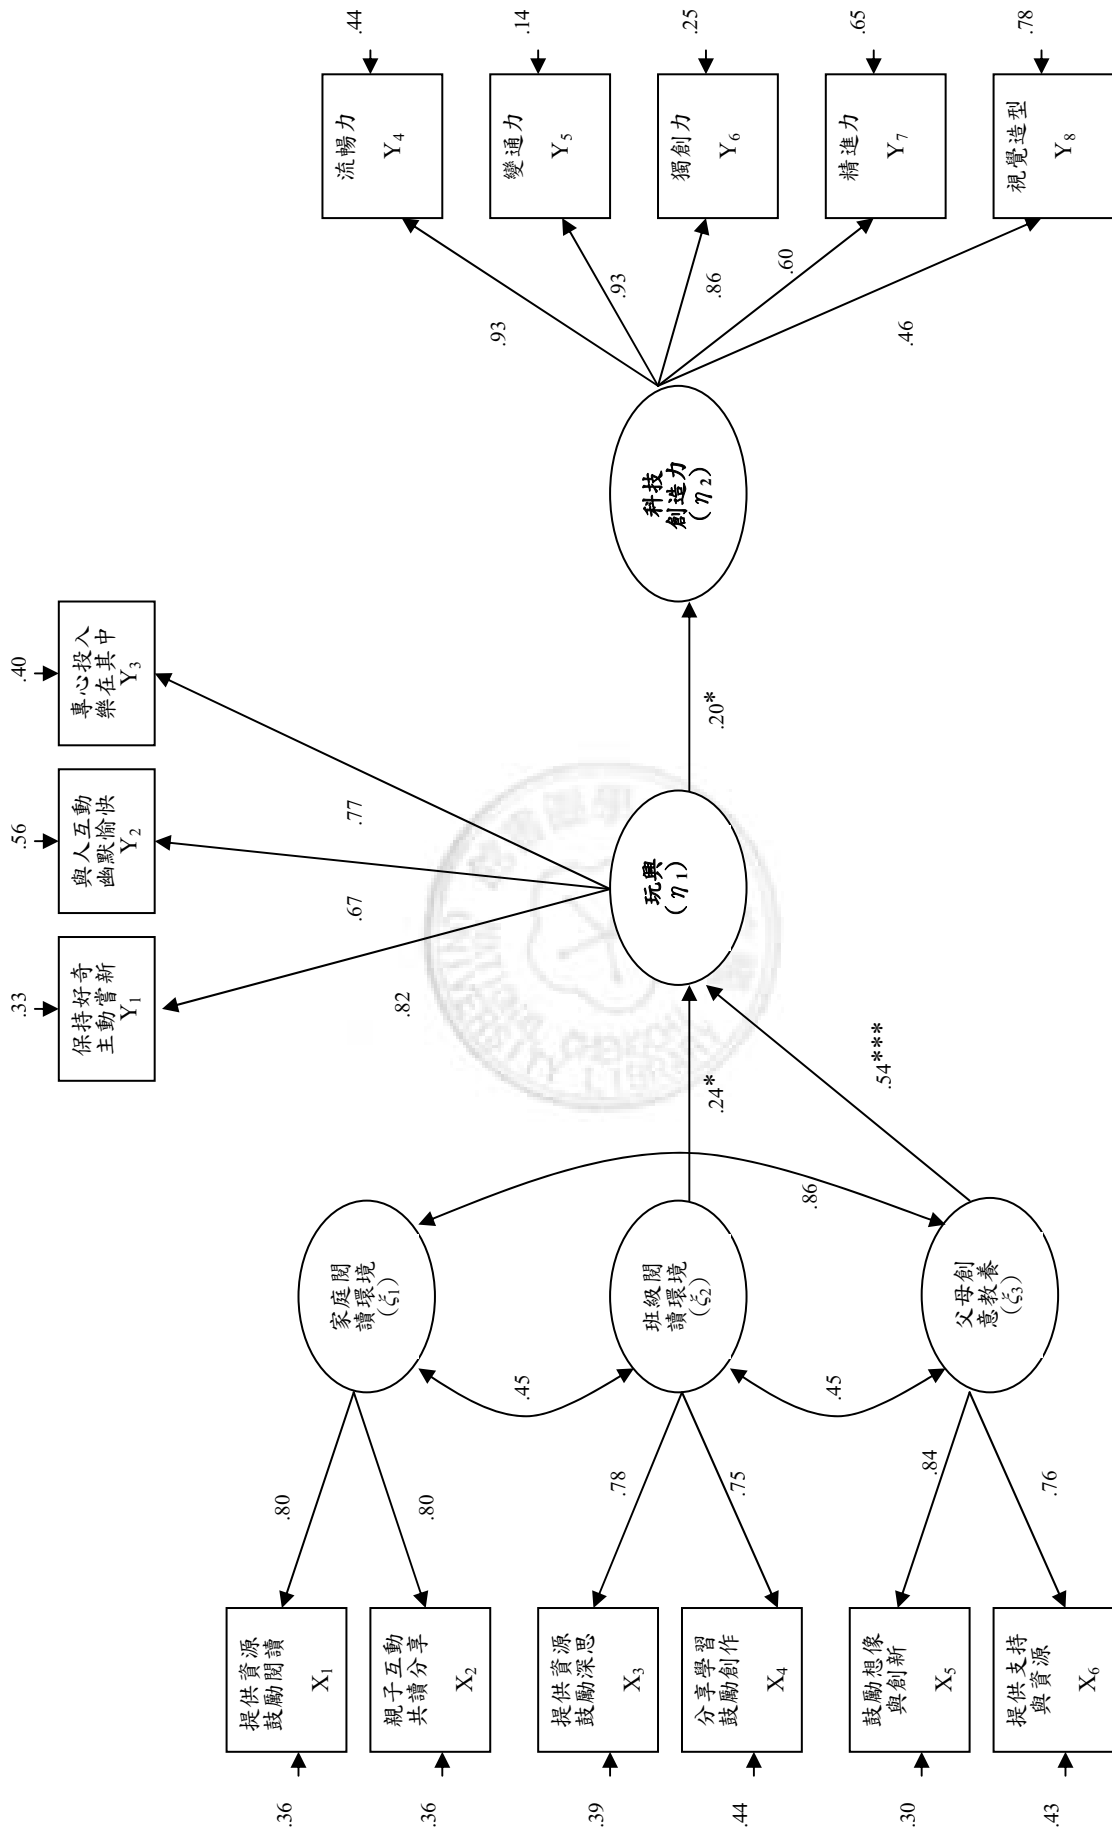 .36
提供資源
鼓勵閱讀
X1
.36
親子互動
共讀分享
X2
.39
提供資源
鼓勵深思
X3
.44
分享學習
鼓勵創作
X4
.30
鼓勵想像
與創新
X5
.43
提供支持
與資源
X6
.80
.80
.78
.75
.84
.76
家庭閱
讀環境
(ξ1)
班級閱
讀環境
(ξ2)
父母創
意教養
(ξ3)
.45
.45
.86
.24*
.54***
玩興
(η1)
.82
.67
.77
.33
保持好奇
主動嘗新
Y1
.56
與人互動
幽默愉快
Y2
.40
專心投入
樂在其中
Y3
.20*
科技
創造力
(η2)
.93
.93
.86
.60
.46
流暢力
Y4
.44
變通力
Y5
.14
獨創力
Y6
.25
精進力
Y7
.65
視覺造型
Y8
.78
UNIVERSITY
LIBRARY